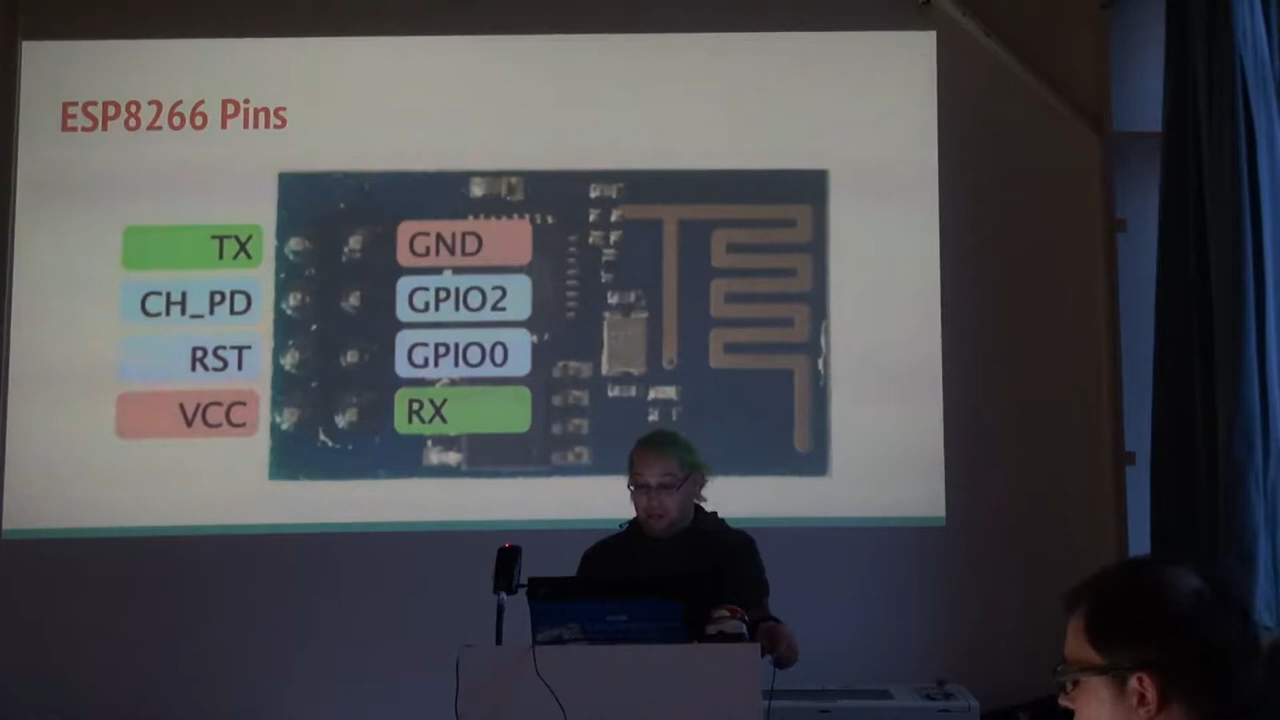 ESP8266 Pins
TX
GND
CH_PD
GPIO2
RST
GPIO0
VCC
RX